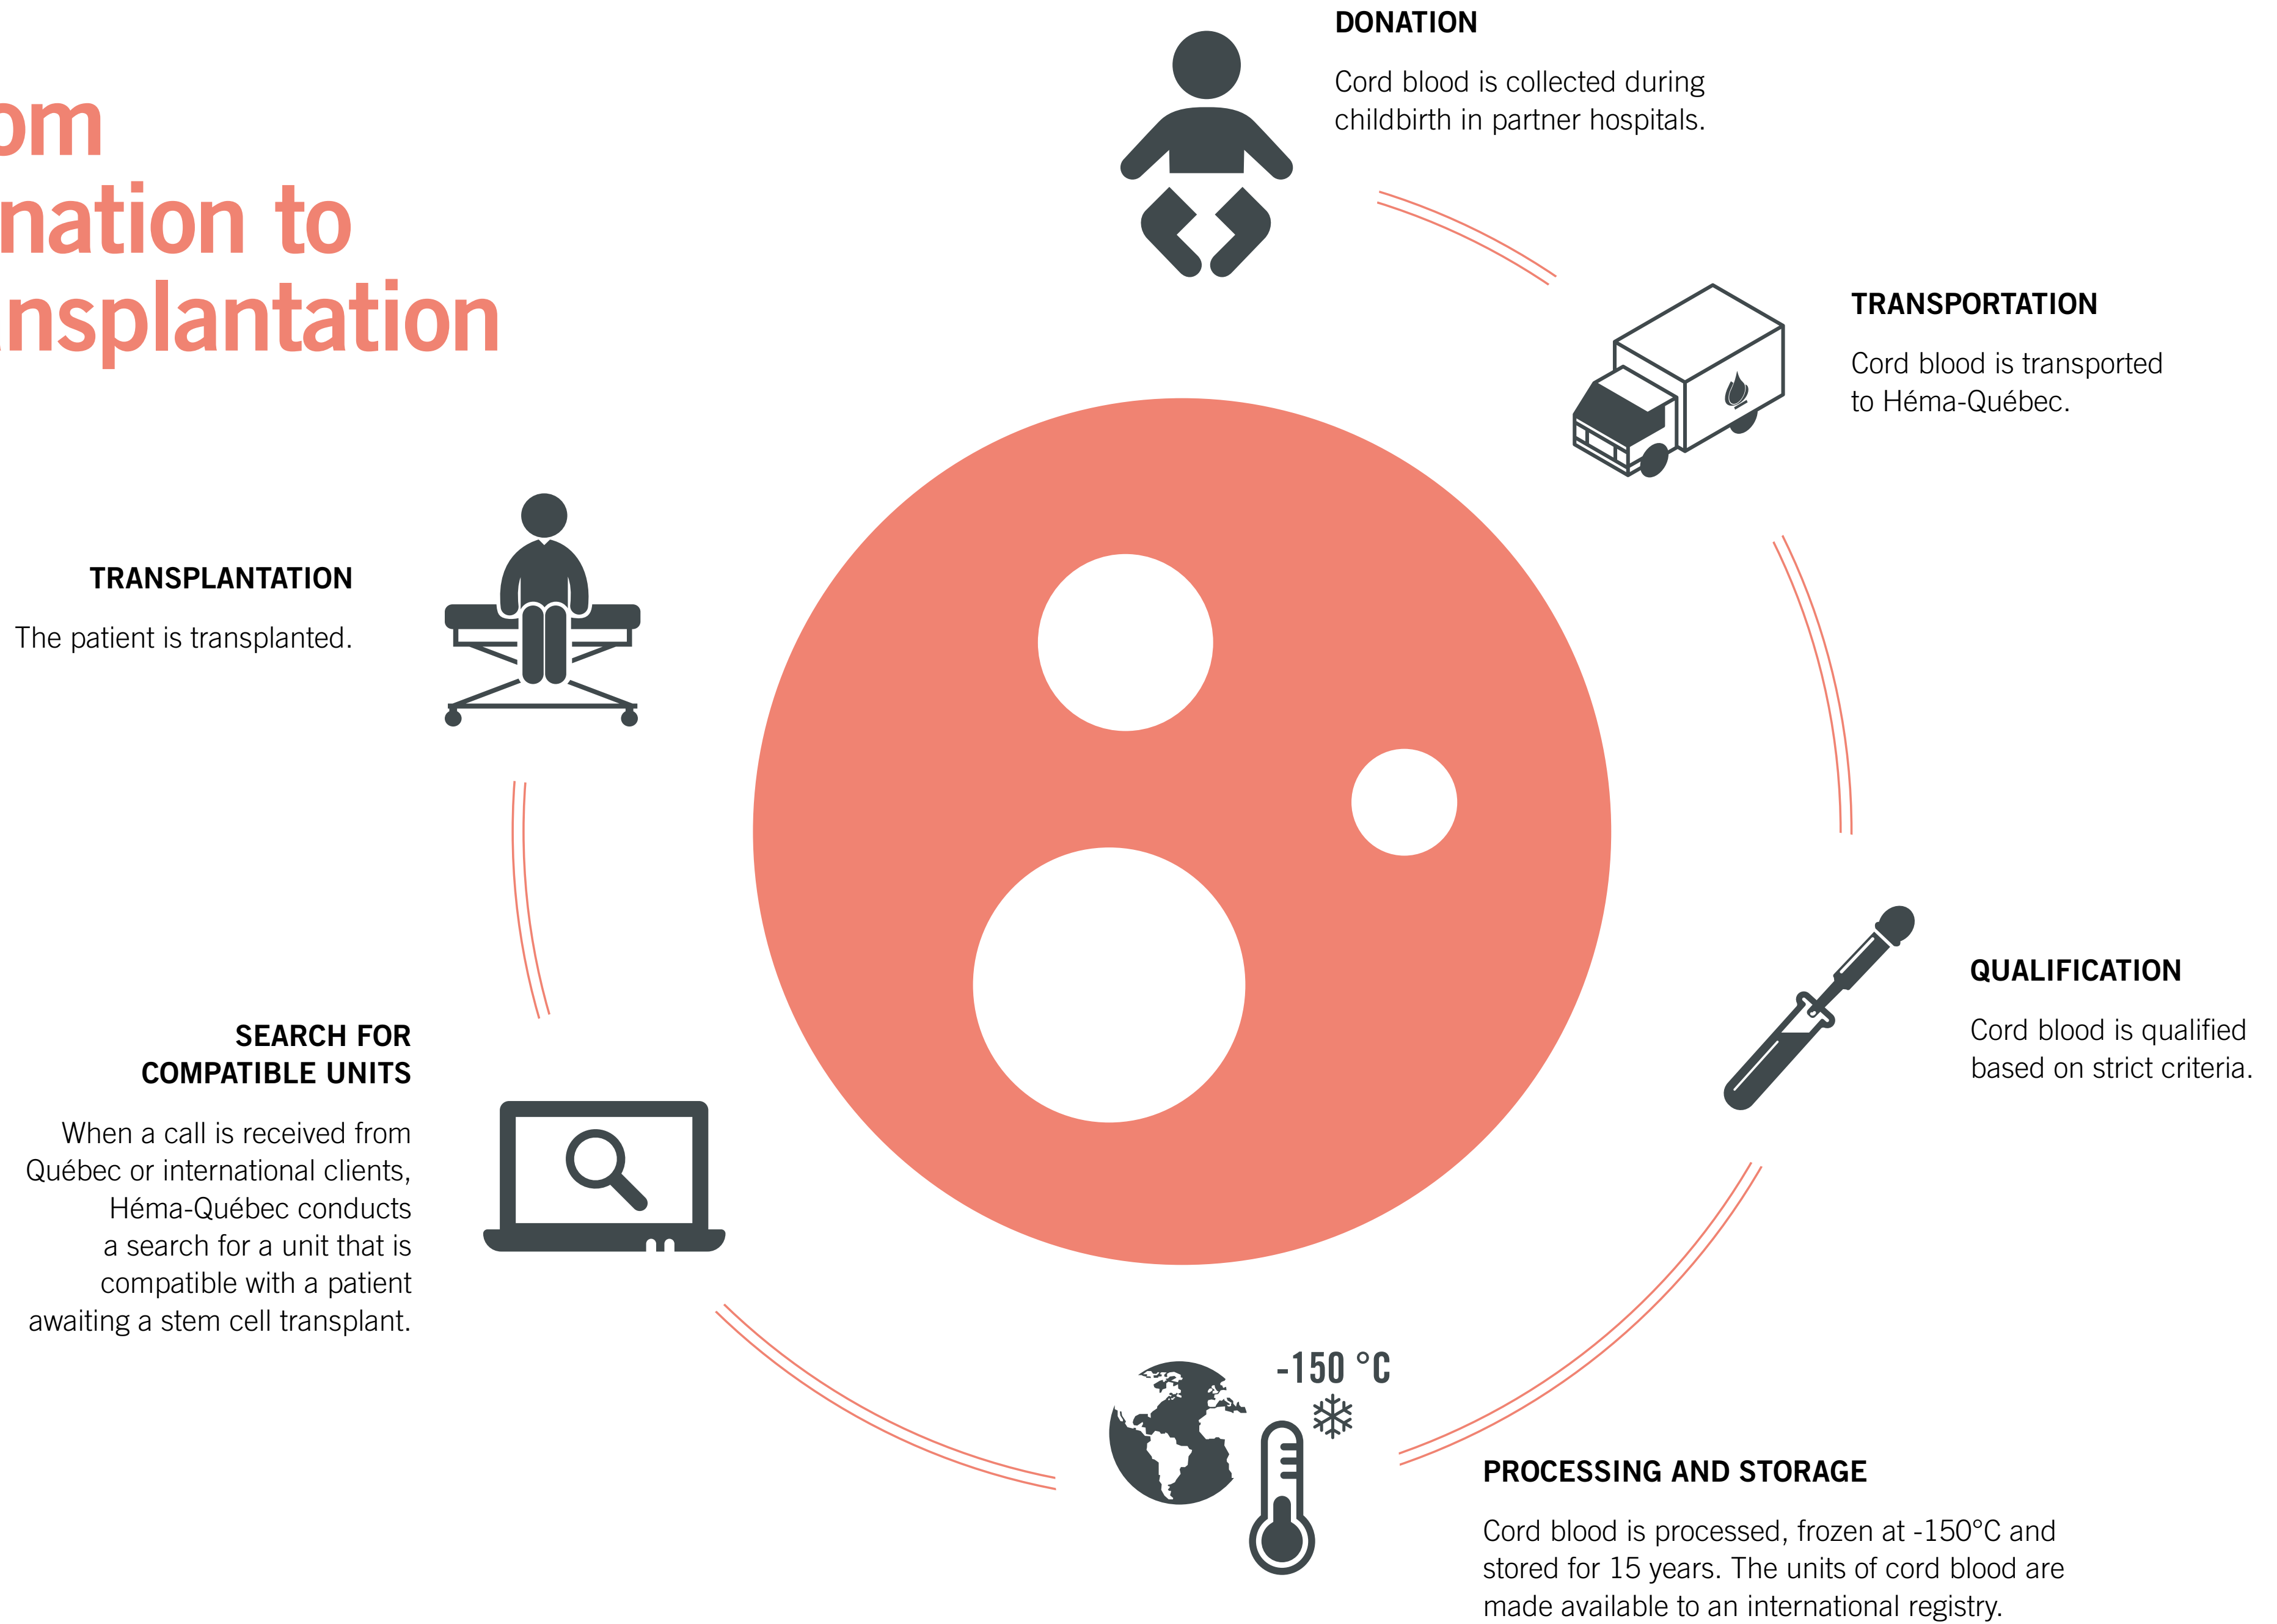 om
nation to
nsplantation
DONATION
Cord blood is collected during
childbirth in partner hospitals.
TRANSPORTATION
Cord blood is transported
to Héma-Québec.
QUALIFICATION
Cord blood is qualified
based on strict criteria.
-150 °C
PROCESSING AND STORAGE
Cord blood is processed, frozen at -150°C and
stored for 15 years. The units of cord blood are
made available to an international registry.
SEARCH FOR
COMPATIBLE UNITS
When a call is received from
Québec or international clients,
Héma-Québec conducts
a search for a unit that is
compatible with a patient
awaiting a stem cell transplant.
TRANSPLANTATION
The patient is transplanted.